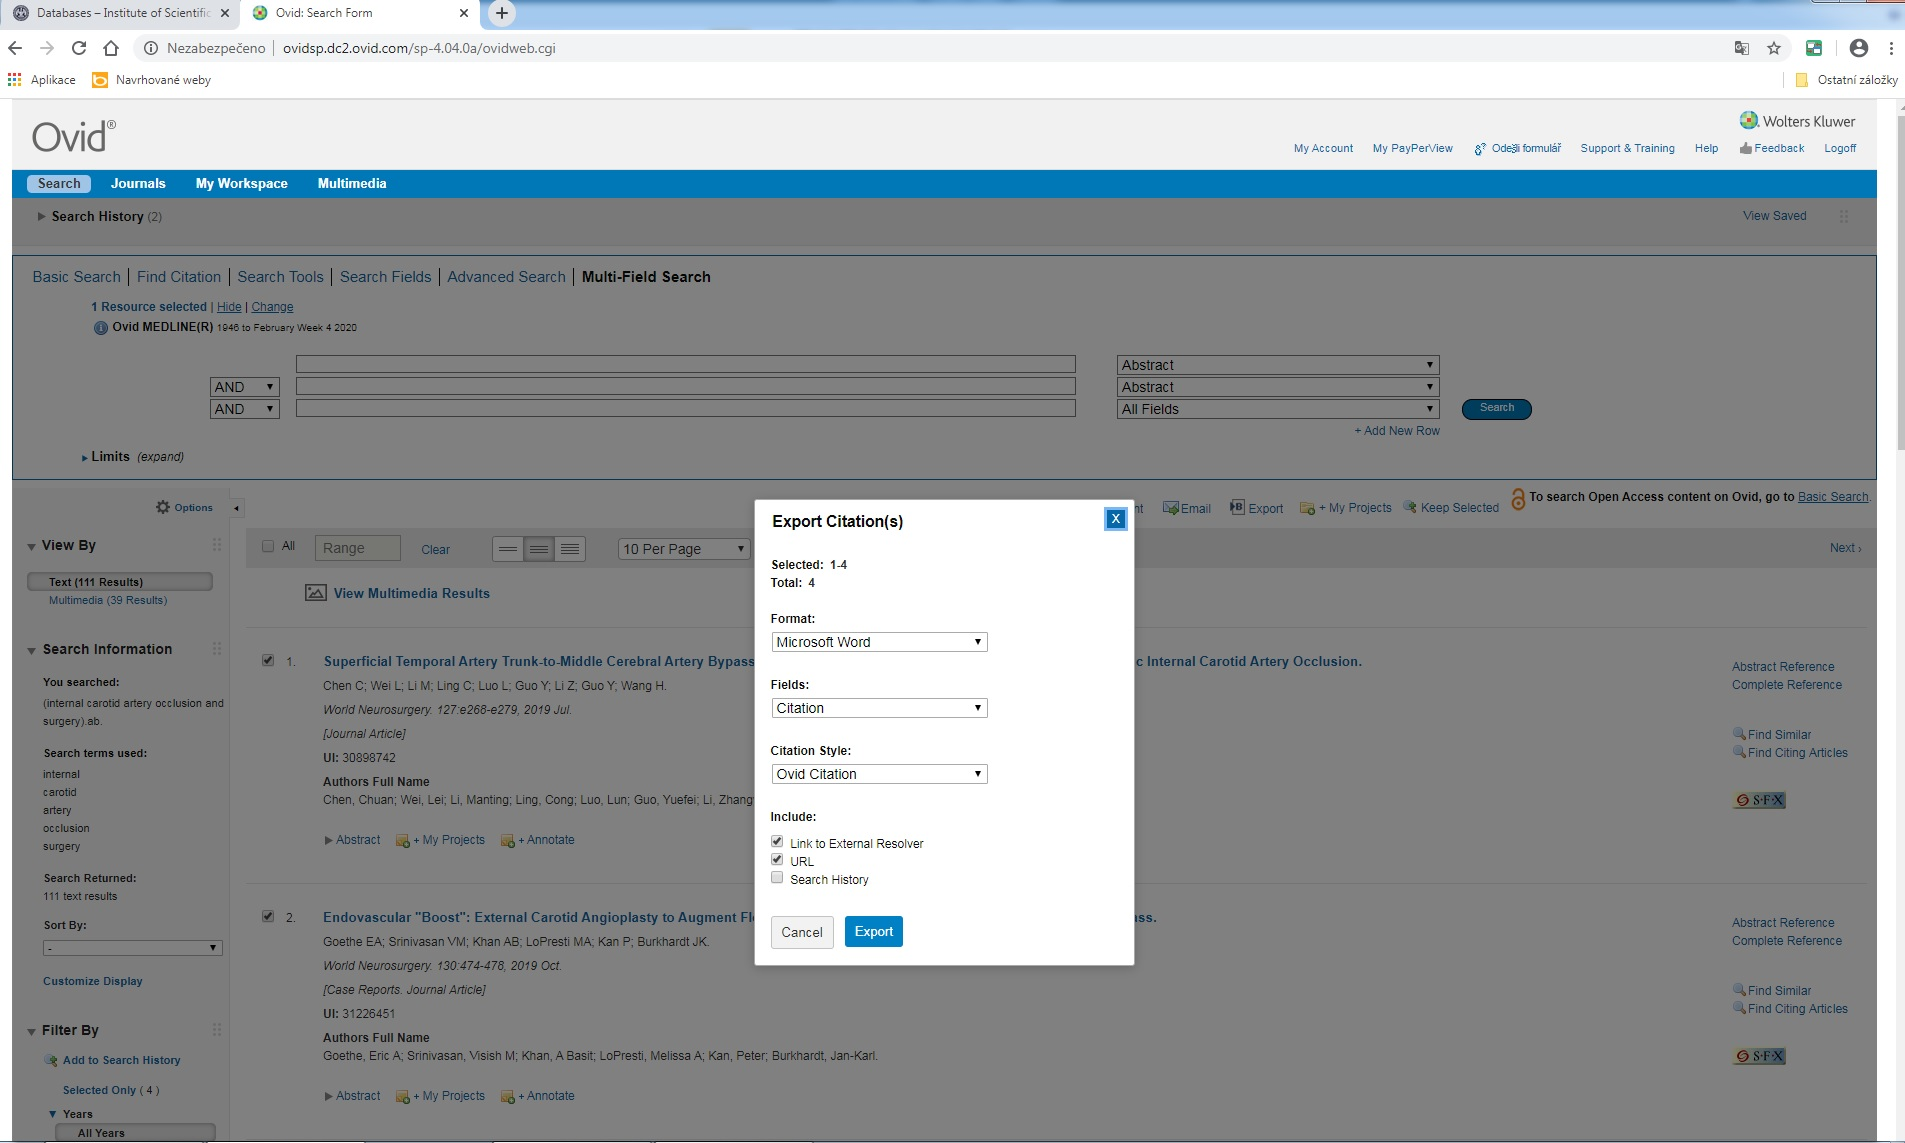 Databases – Institute of Scientific
Ovid: Search Form
Nezabezpečeno | ovidsp.dc2.ovid.com/sp-4.04.0a/ovidweb.cgi
Aplikace
Navrhované weby
Ostatní záložky
Ovid®
Wolters Kluwer
My Account
My PayPerView
Odešli formulář
Support & Training
Help
Feedback
Logoff
Search
Journals
My Workspace
Multimedia
Search History (2)
View Saved
Basic Search | Find Citation | Search Tools | Search Fields | Advanced Search | Multi-Field Search
1 Resource selected | Hide | Change
Ovid MEDLINE(R) 1946 to February Week 4 2020
Abstract
AND
Abstract
AND
All Fields
Search
+ Add New Row
Limits (expand)
Options
nt
Email
Export
+ My Projects
Keep Selected
To search Open Access content on Ovid, go to Basic Search.
View By
Text (111 Results)
Multimedia (39 Results)
Search Information
You searched:
(internal carotid artery occlusion and
surgery).ab.
Search terms used:
internal
carotid
artery
occlusion
surgery
Search Returned:
111 text results
Sort By:
-
Customize Display
Filter By
Add to Search History
Selected Only ( 4 )
Years
All Years
All
Range
Clear
10 Per Page
Next ›
View Multimedia Results
1.
Superficial Temporal Artery Trunk-to-Middle Cerebral Artery Bypass
c Internal Carotid Artery Occlusion.
Chen C; Wei L; Li M; Ling C; Luo L; Guo Y; Li Z; Guo Y; Wang H.
World Neurosurgery. 127:e268-e279, 2019 Jul.
[Journal Article]
UI: 30898742
Authors Full Name
Chen, Chuan; Wei, Lei; Li, Manting; Ling, Cong; Luo, Lun; Guo, Yuefei; Li, Zhang
Abstract
+ My Projects
+ Annotate
Abstract Reference
Complete Reference
Find Similar
Find Citing Articles
S·F·X
2.
Endovascular "Boost": External Carotid Angioplasty to Augment Fl
ass.
Goethe EA; Srinivasan VM; Khan AB; LoPresti MA; Kan P; Burkhardt JK.
World Neurosurgery. 130:474-478, 2019 Oct.
[Case Reports. Journal Article]
UI: 31226451
Authors Full Name
Goethe, Eric A; Srinivasan, Visish M; Khan, A Basit; LoPresti, Melissa A; Kan, Peter; Burkhardt, Jan-Karl.
Abstract
+ My Projects
+ Annotate
Abstract Reference
Complete Reference
Find Similar
Find Citing Articles
S·F·X
Export Citation(s)
X
Selected: 1-4
Total: 4
Format:
Microsoft Word
Fields:
Citation
Citation Style:
Ovid Citation
Include:
Link to External Resolver
URL
Search History
Cancel
Export